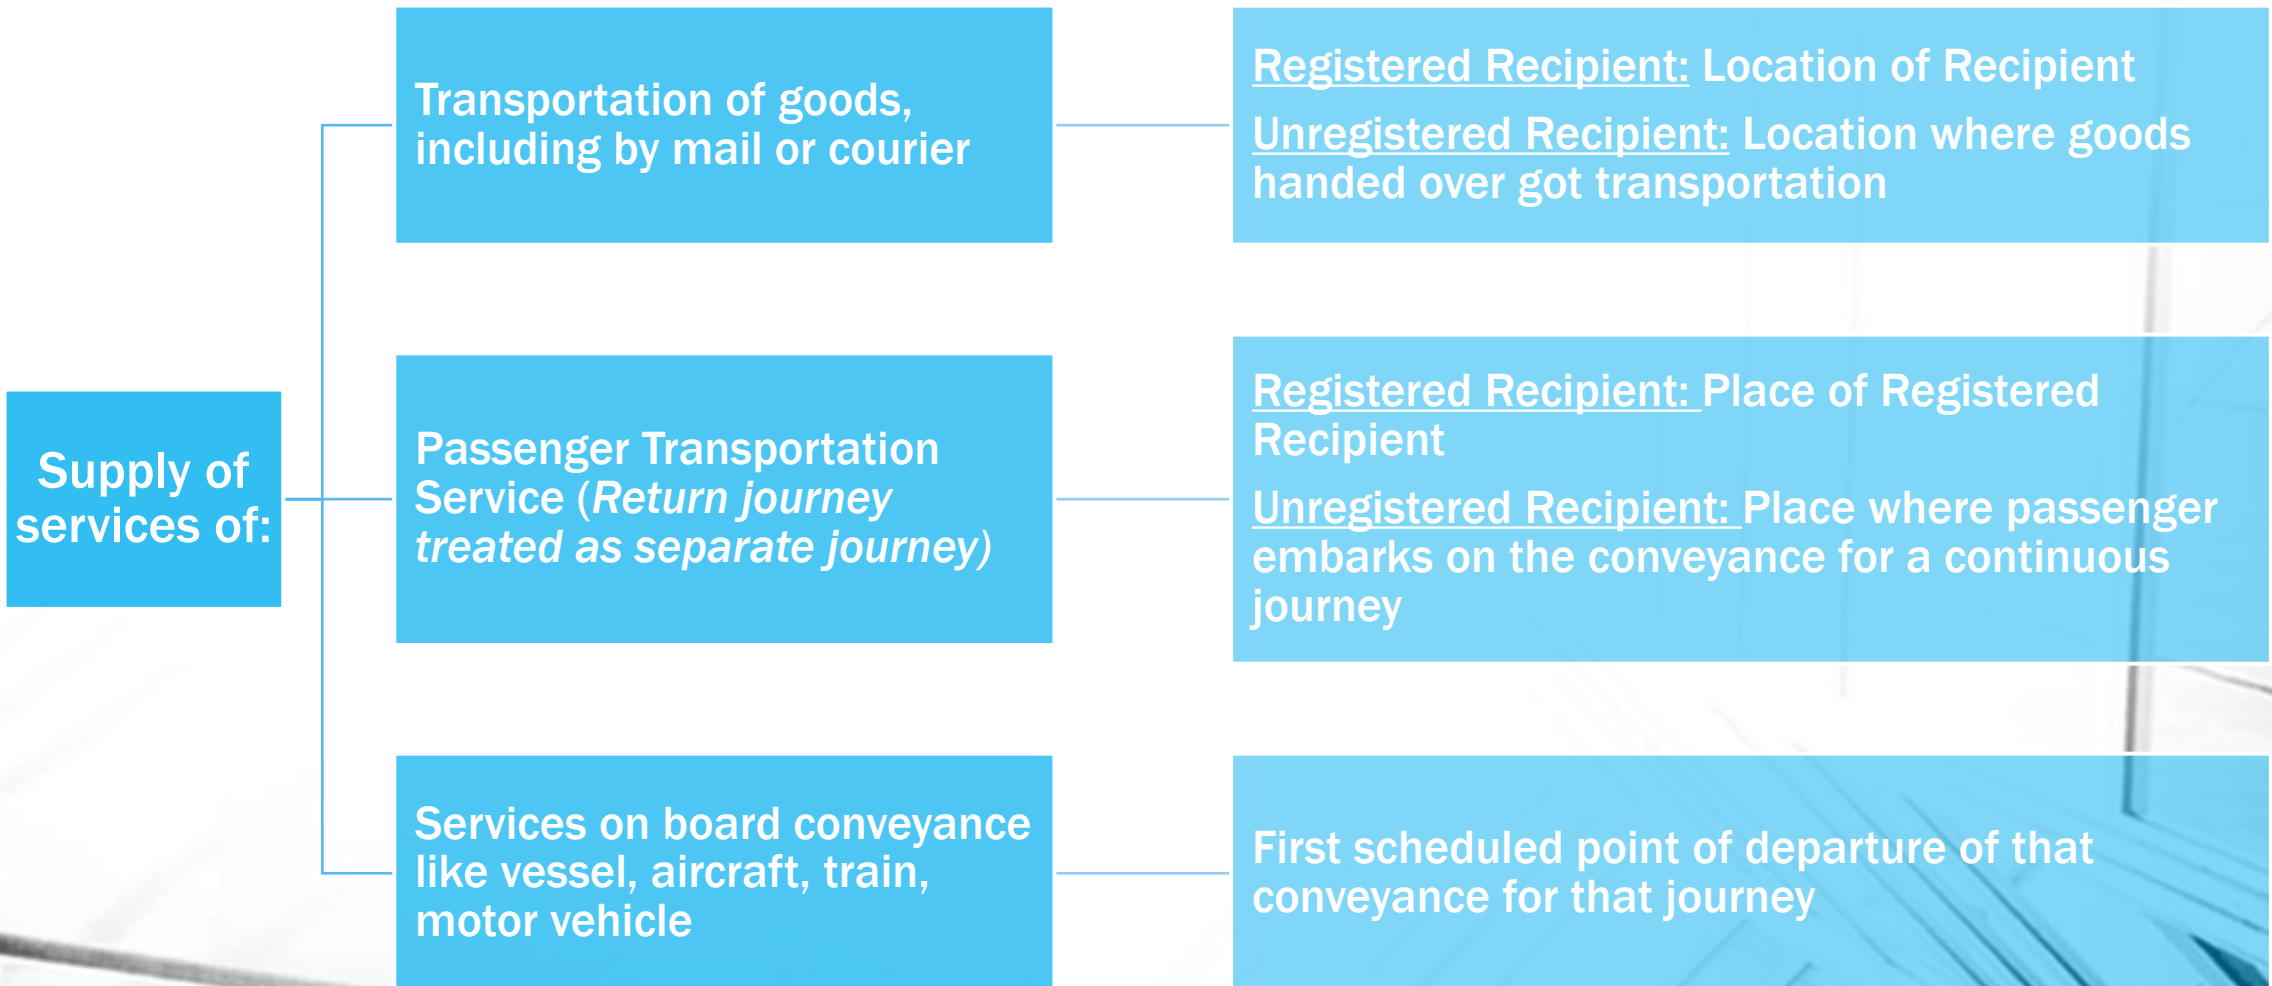 Supply of
services of:
Transportation of goods,
including by mail or courier
Registered Recipient: Location of Recipient
Unregistered Recipient: Location where goods
handed over got transportation
Passenger Transportation
Service (Return journey
treated as separate journey)
Registered Recipient: Place of Registered
Recipient
Unregistered Recipient: Place where passenger
embarks on the conveyance for a continuous
journey
Services on board conveyance
like vessel, aircraft, train,
motor vehicle
First scheduled point of departure of that
conveyance for that journey